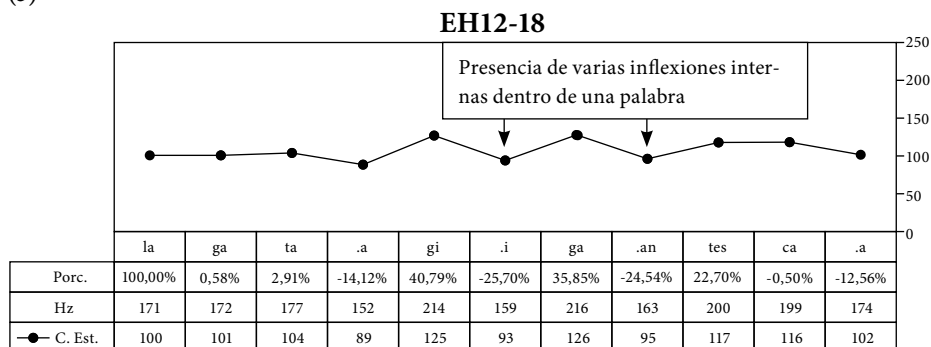 EH12-18
250
Presencia de varias inflexiones inter-
nas dentro de una palabra
200
150
100
50
0
la ga ta .a gi .i ga .an tes ca .a
Porc. 100,00% 0,58% 2,91% -14,12% 40,79% -25,70% 35,85% -24,54% 22,70% -0,50% -12,56%
Hz 171 172 177 152 214 159 216 163 200 199 174
C. Est. 100 101 104 89 125 93 126 95 117 116 102